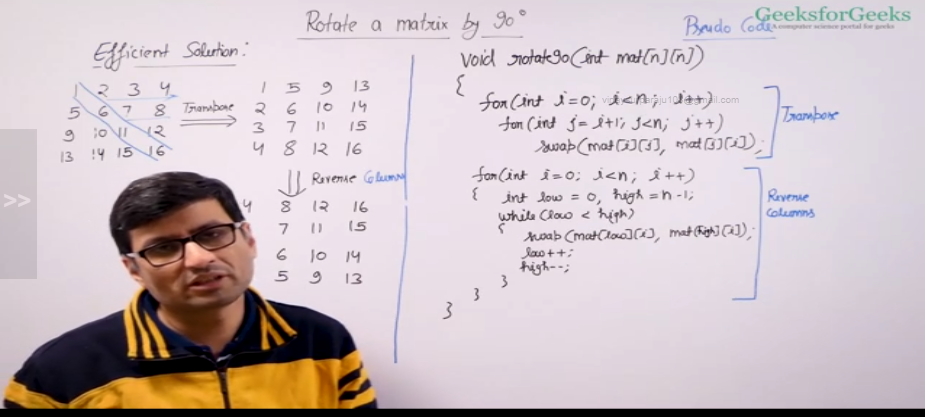 Rotate a matrix by 90°
Pseudo Code
GeeksforGeeks
A computer science portal for geeks
Efficient Solution:
1 2 3 4
5 6 7 8
9 10 11 12
13 14 15 16
Transpose
1 5 9 13
2 6 10 14
3 7 11 15
4 8 12 16
Reverse Columns
4 8 12 16
7 11 15
6 10 14
5 9 13
>>
void rotate90(int mat[n][n])
{
for(int i=0; i<n; i++)
for(int j=i+1; j<n; j++)
swap(mat[i][j], mat[j][i]);
Transpose
for(int i=0; i<n; i++)
{ int low = 0, high = n-1;
while(low < high)
{
swap(mat[low][i], mat[high][i]);
low++;
high--;
}
}
}
Reverse
Columns